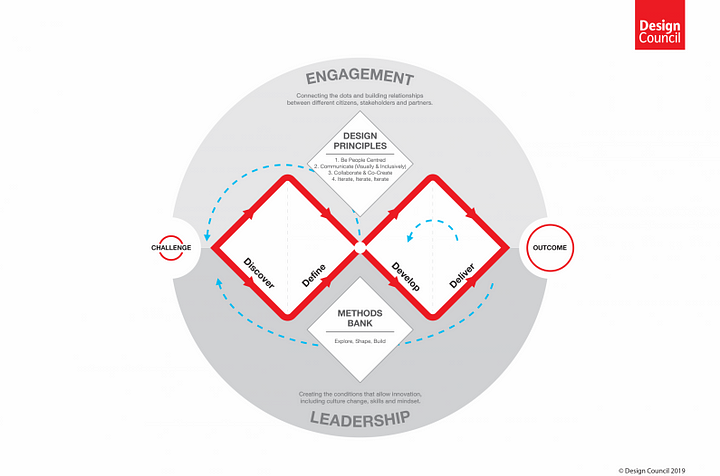 Design
Council
ENGAGEMENT
Connecting the dots and building relationships
between different citizens, stakeholders and partners.
DESIGN
PRINCIPLES
1. Be People Centred
2. Communicate (Visually & Inclusively)
3. Collaborate & Co-Create
4. Iterate, Iterate, Iterate
CHALLENGE
Discover
Define
Develop
Deliver
OUTCOME
METHODS
BANK
Explore, Shape, Build
Creating the conditions that allow innovation,
including culture change, skills and mindset.
LEADERSHIP
© Design Council 2019